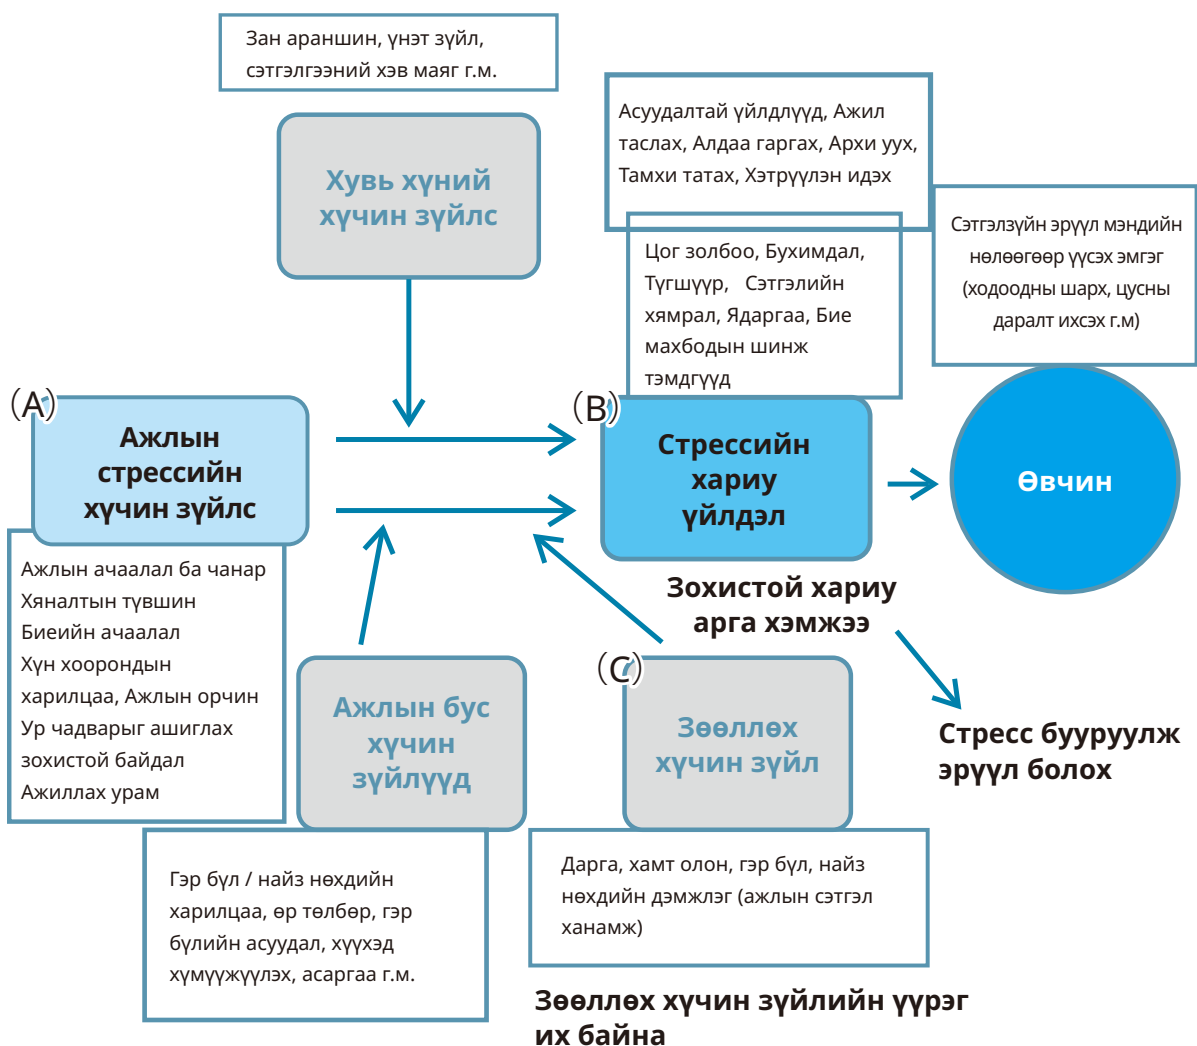 Зан араншин, үнэт зүйл,
сэтгэлгээний хэв маяг г.м.
Хувь хүний
хүчин зүйлс
Асуудалтай үйлдлүүд, Ажил
таслах, Алдаа гаргах, Архи уух,
Тамхи татах, Хэтрүүлэн идэх
Цог золбоо, Бухимдал,
Түгшүүр, Сэтгэлийн
хямрал, Ядаргаа, Бие
махбодын шинж
тэмдгүүд
Сэтгэлзүйн эрүүл мэндийн
нөлөөгөөр үүсэх эмгэг
(ходоодны шарх, цусны
даралт ихсэх г.м)
(A)
Ажлын
стрессийн
хүчин зүйлс
(B)
Стрессийн
хариу
үйлдэл
Өвчин
Ажлын ачаалал ба чанар
Хяналтын түвшин
Биеийн ачаалал
Хүн хоорондын
харилцаа, Ажлын орчин
Ур чадварыг ашиглах
зохистой байдал
Ажиллах урам
Зохистой хариу
арга хэмжээ
Ажлын бус
хүчин
зүйлүүд
(C)
Зөөллөх
хүчин зүйл
Стресс бууруулж
эрүүл болох
Гэр бүл / найз нөхдийн
харилцаа, өр төлбөр, гэр
бүлийн асуудал, хүүхэд
хүмүүжүүлэх, асаргаа г.м.
Дарга, хамт олон, гэр бүл, найз
нөхдийн дэмжлэг (ажлын сэтгэл
ханамж)
Зөөллөх хүчин зүйлийн үүрэг
их байна